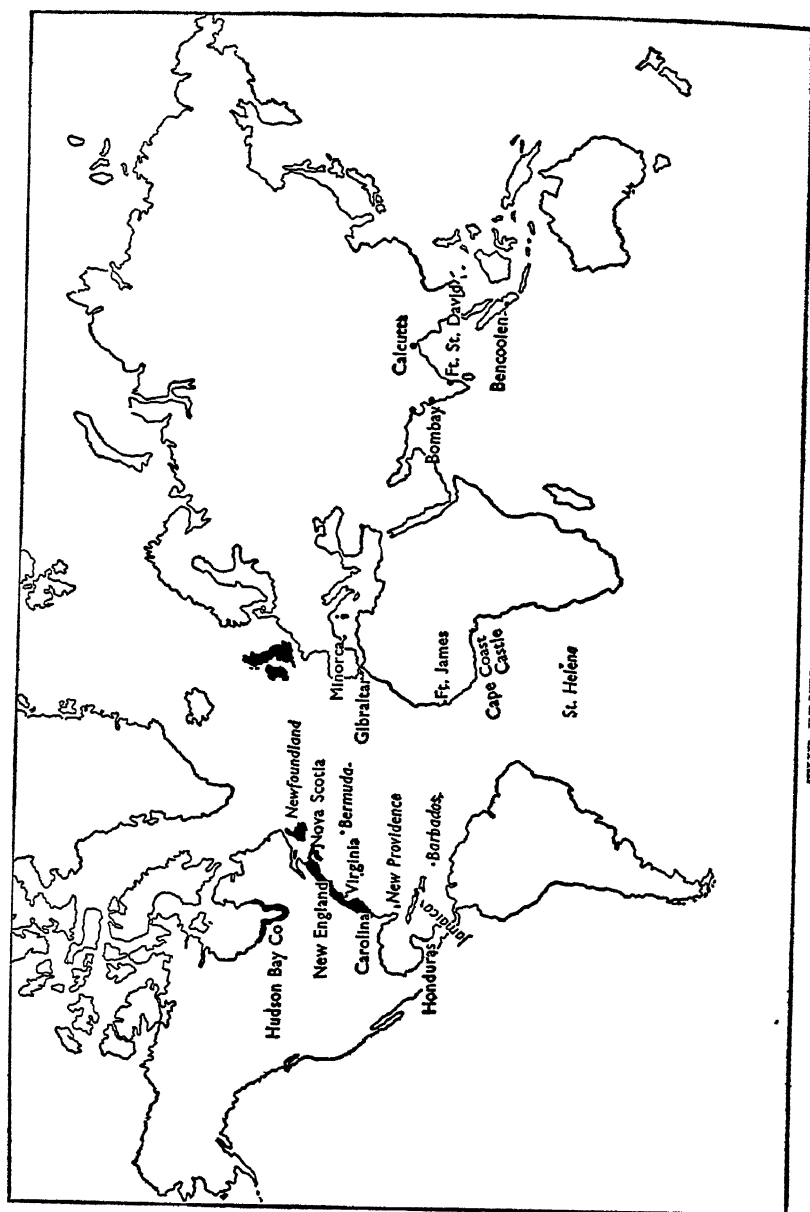 Hudson Bay Co
Newfoundland
Nova Scotia
New England
Bermuda
Virginia
Carolina
New Providence
Barbados
Jamaica
Honduras
Minorca
Gibraltar
Ft. James
Cape Coast
Castle
St. Helena
Calcutta
Bombay
Ft. St. David
Bencoolen